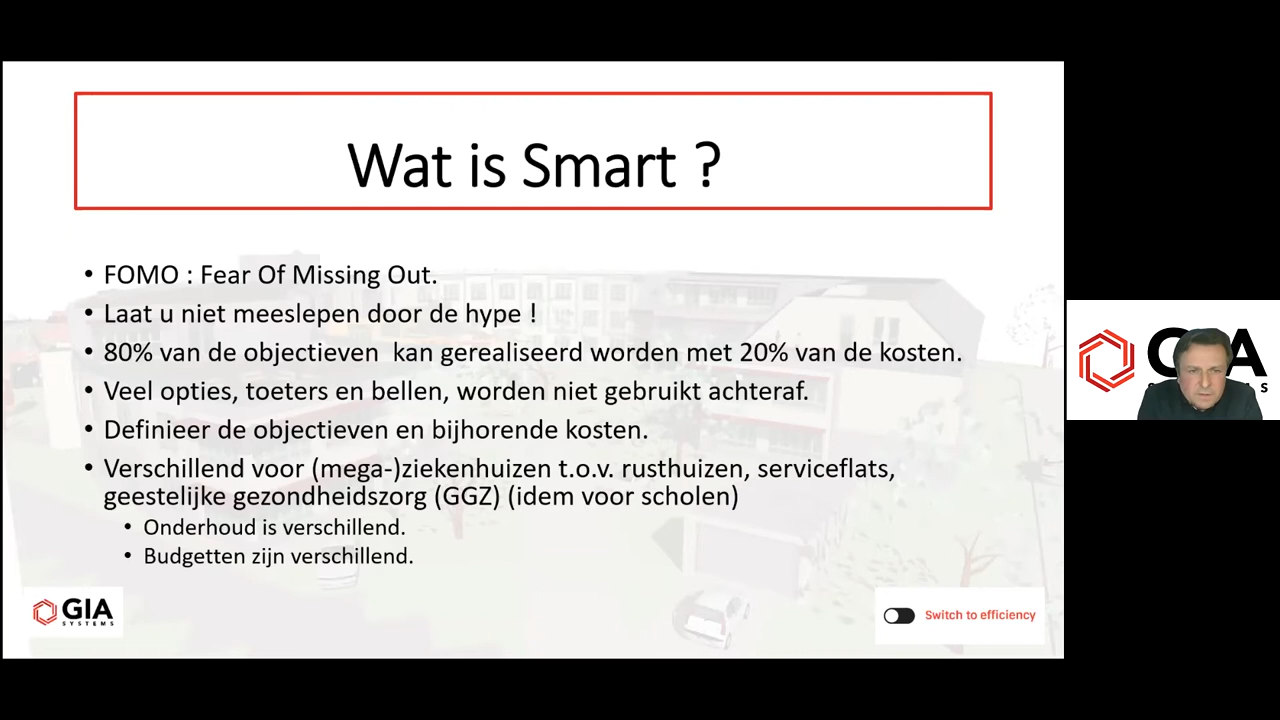 Wat is Smart ?
• FOMO : Fear Of Missing Out.
• Laat u niet meeslepen door de hype !
• 80% van de objectieven kan gerealiseerd worden met 20% van de kosten.
• Veel opties, toeters en bellen, worden niet gebruikt achteraf.
• Definieer de objectieven en bijhorende kosten.
• Verschillend voor (mega-)ziekenhuizen t.o.v. rusthuizen, serviceflats,
geestelijke gezondheidszorg (GGZ) (idem voor scholen)
• Onderhoud is verschillend.
• Budgetten zijn verschillend.
GIA
SYSTEMS
Switch to efficiency